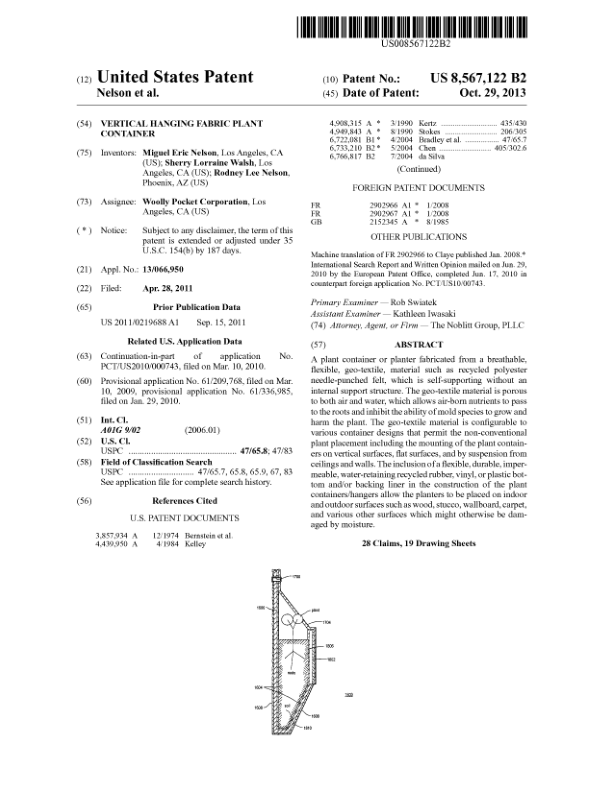 US008567122B2
(12) United States Patent
Nelson et al.
(10) Patent No.: US 8,567,122 B2
(45) Date of Patent: Oct. 29, 2013
(54) VERTICAL HANGING FABRIC PLANT
CONTAINER
(75) Inventors: Miguel Eric Nelson, Los Angeles, CA
(US); Sherry Lorraine Walsh, Los
Angeles, CA (US); Rodney Lee Nelson,
Phoenix, AZ (US)
(73) Assignee: Woolly Pocket Corporation, Los
Angeles, CA (US)
( * ) Notice: Subject to any disclaimer, the term of this
patent is extended or adjusted under 35
U.S.C. 154(b) by 187 days.
(21) Appl. No.: 13/066,950
(22) Filed: Apr. 28, 2011
(65) Prior Publication Data
US 2011/0219688 A1 Sep. 15, 2011
Related U.S. Application Data
(63) Continuation-in-part of application No.
PCT/US2010/000743, filed on Mar. 10, 2010.
(60) Provisional application No. 61/209,768, filed on Mar.
10, 2009, provisional application No. 61/336,985,
filed on Jan. 29, 2010.
(51) Int. Cl.
A01G 9/02 (2006.01)
(52) U.S. Cl.
USPC ........................................ 47/65.8; 47/83
(58) Field of Classification Search
USPC ........................ 47/65.7, 65.8, 65.9, 67, 83
See application file for complete search history.
(56) References Cited
U.S. PATENT DOCUMENTS
3,857,934 A 12/1974 Bernstein et al.
4,439,950 A 4/1984 Kelley
4,908,315 A * 3/1990 Kertz ........................ 435/430
4,949,843 A * 8/1990 Stokes ...................... 206/305
6,722,081 B1 * 4/2004 Bradley et al. .............. 47/65.7
6,733,210 B2 * 5/2004 Chen ...................... 405/302.6
6,766,817 B2 7/2004 da Silva
(Continued)
FOREIGN PATENT DOCUMENTS
FR 2902966 A1 * 1/2008
FR 2902967 A1 * 1/2008
GB 2152345 A * 8/1985
OTHER PUBLICATIONS
Machine translation of FR 2902966 to Claye published Jan. 2008.*
International Search Report and Written Opinion mailed on Jun. 29,
2010 by the European Patent Office, completed Jun. 17, 2010 in
counterpart foreign application No. PCT/US10/00743.
Primary Examiner — Rob Swiatek
Assistant Examiner — Kathleen Iwasaki
(74) Attorney, Agent, or Firm — The Noblitt Group, PLLC
(57) ABSTRACT
A plant container or planter fabricated from a breathable,
flexible, geo-textile, material such as recycled polyester
needle-punched felt, which is self-supporting without an
internal support structure. The geo-textile material is porous
to both air and water, which allows air-born nutrients to pass
to the roots and inhibit the ability of mold species to grow and
harm the plant. The geo-textile material is configurable to
various container designs that permit the non-conventional
plant placement including the mounting of the plant contain-
ers on vertical surfaces, flat surfaces, and by suspension from
ceilings and walls. The inclusion of a flexible, durable, imper-
meable, water-retaining recycled rubber, vinyl, or plastic bot-
tom and/or backing liner in the construction of the plant
containers/hangers allow the planters to be placed on indoor
and outdoor surfaces such as wood, stucco, wallboard, carpet,
and various other surfaces which might otherwise be dam-
aged by moisture.
28 Claims, 19 Drawing Sheets
plant
roots
soil